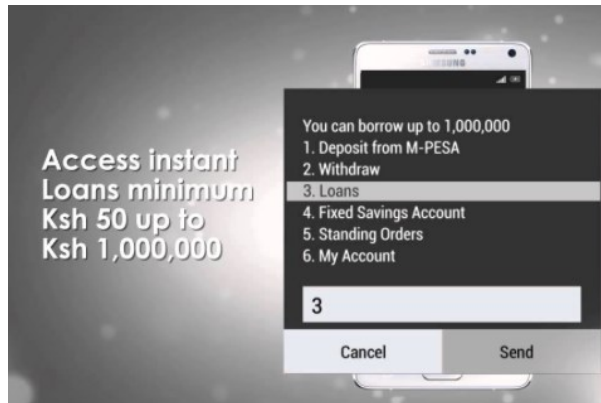 Access instant
Loans minimum
Ksh 50 up to
Ksh 1,000,000
SAMSUNG
You can borrow up to 1,000,000
1. Deposit from M-PESA
2. Withdraw
3. Loans
4. Fixed Savings Account
5. Standing Orders
6. My Account
3
Cancel
Send